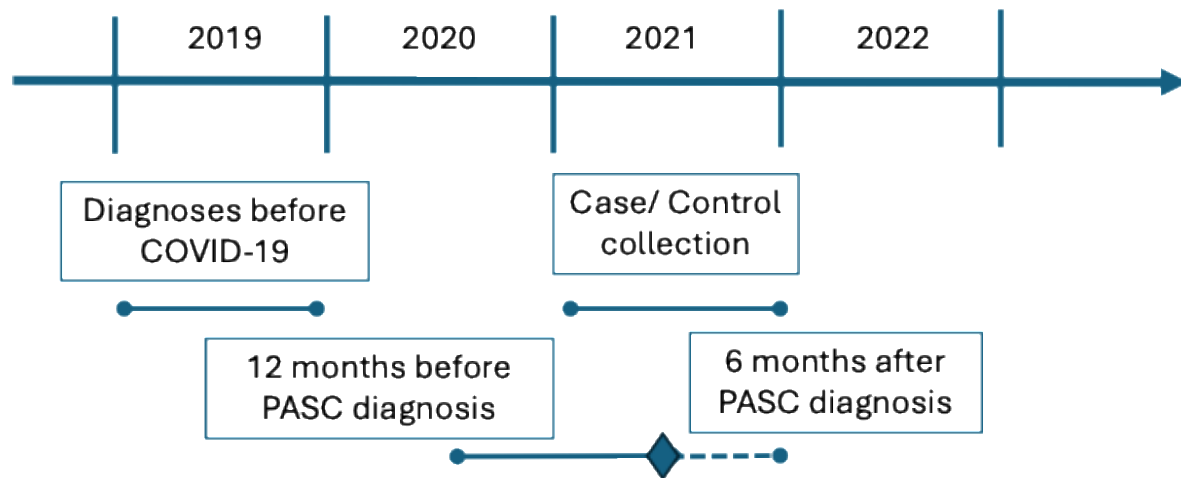 2019
2020
2021
2022
Diagnoses before
COVID-19
Case/ Control
collection
12 months before
PASC diagnosis
6 months after
PASC diagnosis